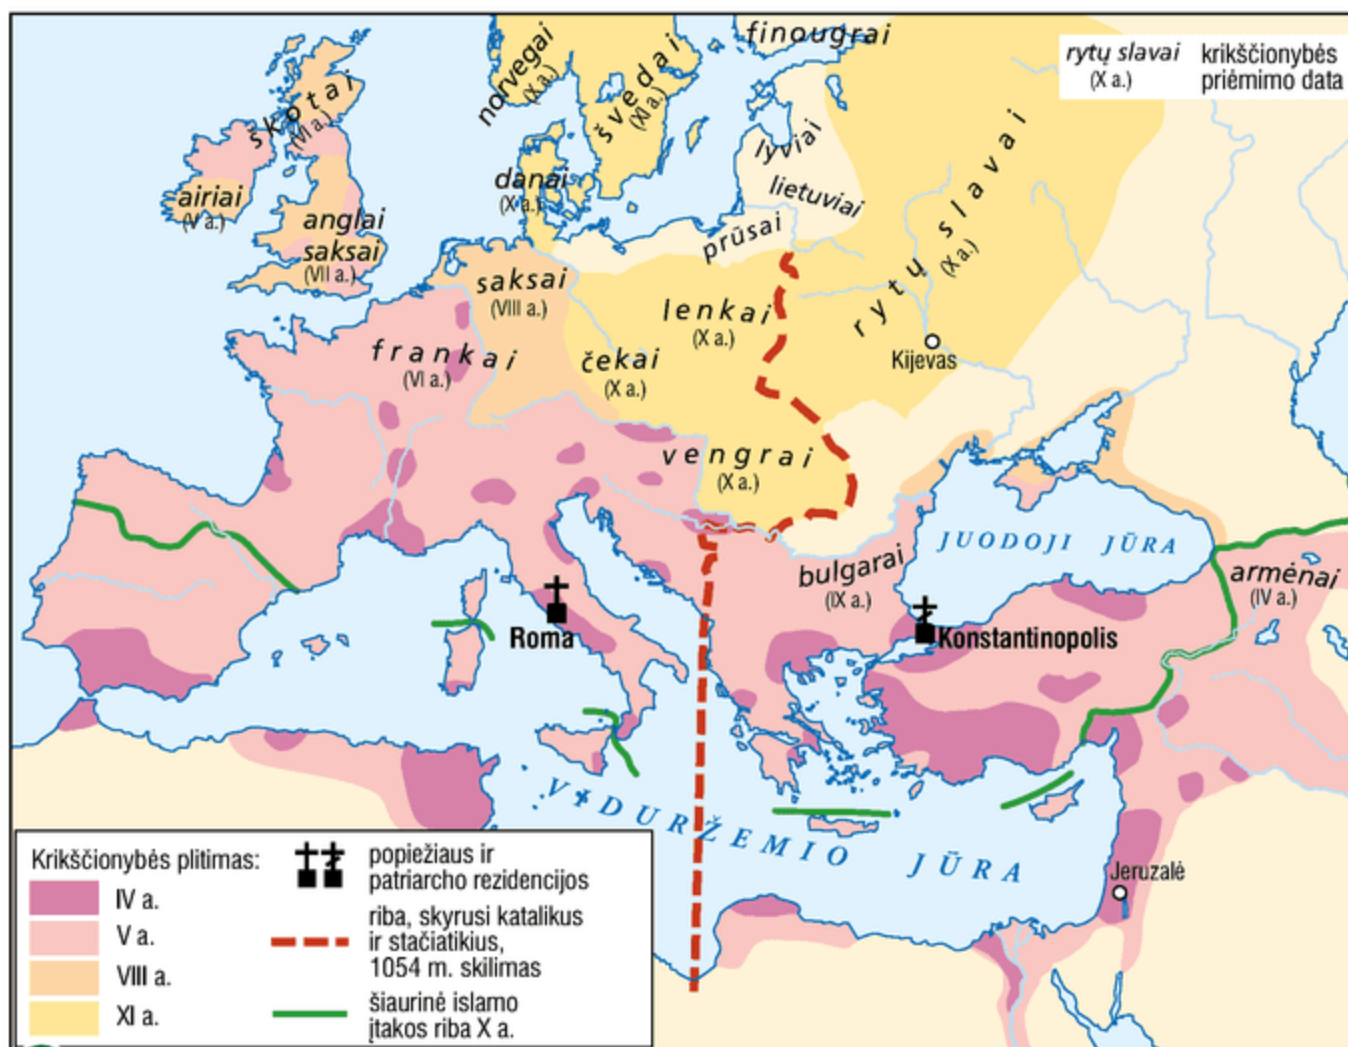 finougrai
rytų slavai
(X a.)
krikščionybės
priėmimo data
norvegai
(X a.)
švedai
(XI a.)
škotai
(VI a.)
lyviai
lietuviai
prūsai
danai
(X a.)
airiai
(V a.)
anglai
saksai
(VII a.)
saksai
(VIII a.)
lenkai
(X a.)
rytų slavai
(X a.)
Kijevas
frankai
(VI a.)
čekai
(X a.)
vengrai
(X a.)
JUODOJI JŪRA
bulgarai
(IX a.)
armėnai
(IV a.)
Roma
Konstantinopolis
VIDURŽEMIO JŪRA
Jeruzalė
Krikščionybės plitimas:
IV a.
V a.
VIII a.
XI a.
popiežiaus ir
patriarcho rezidencijos
riba, skyrusi katalikus
ir stačiatikius,
1054 m. skilimas
šiaurinė islamo
įtakos riba X a.